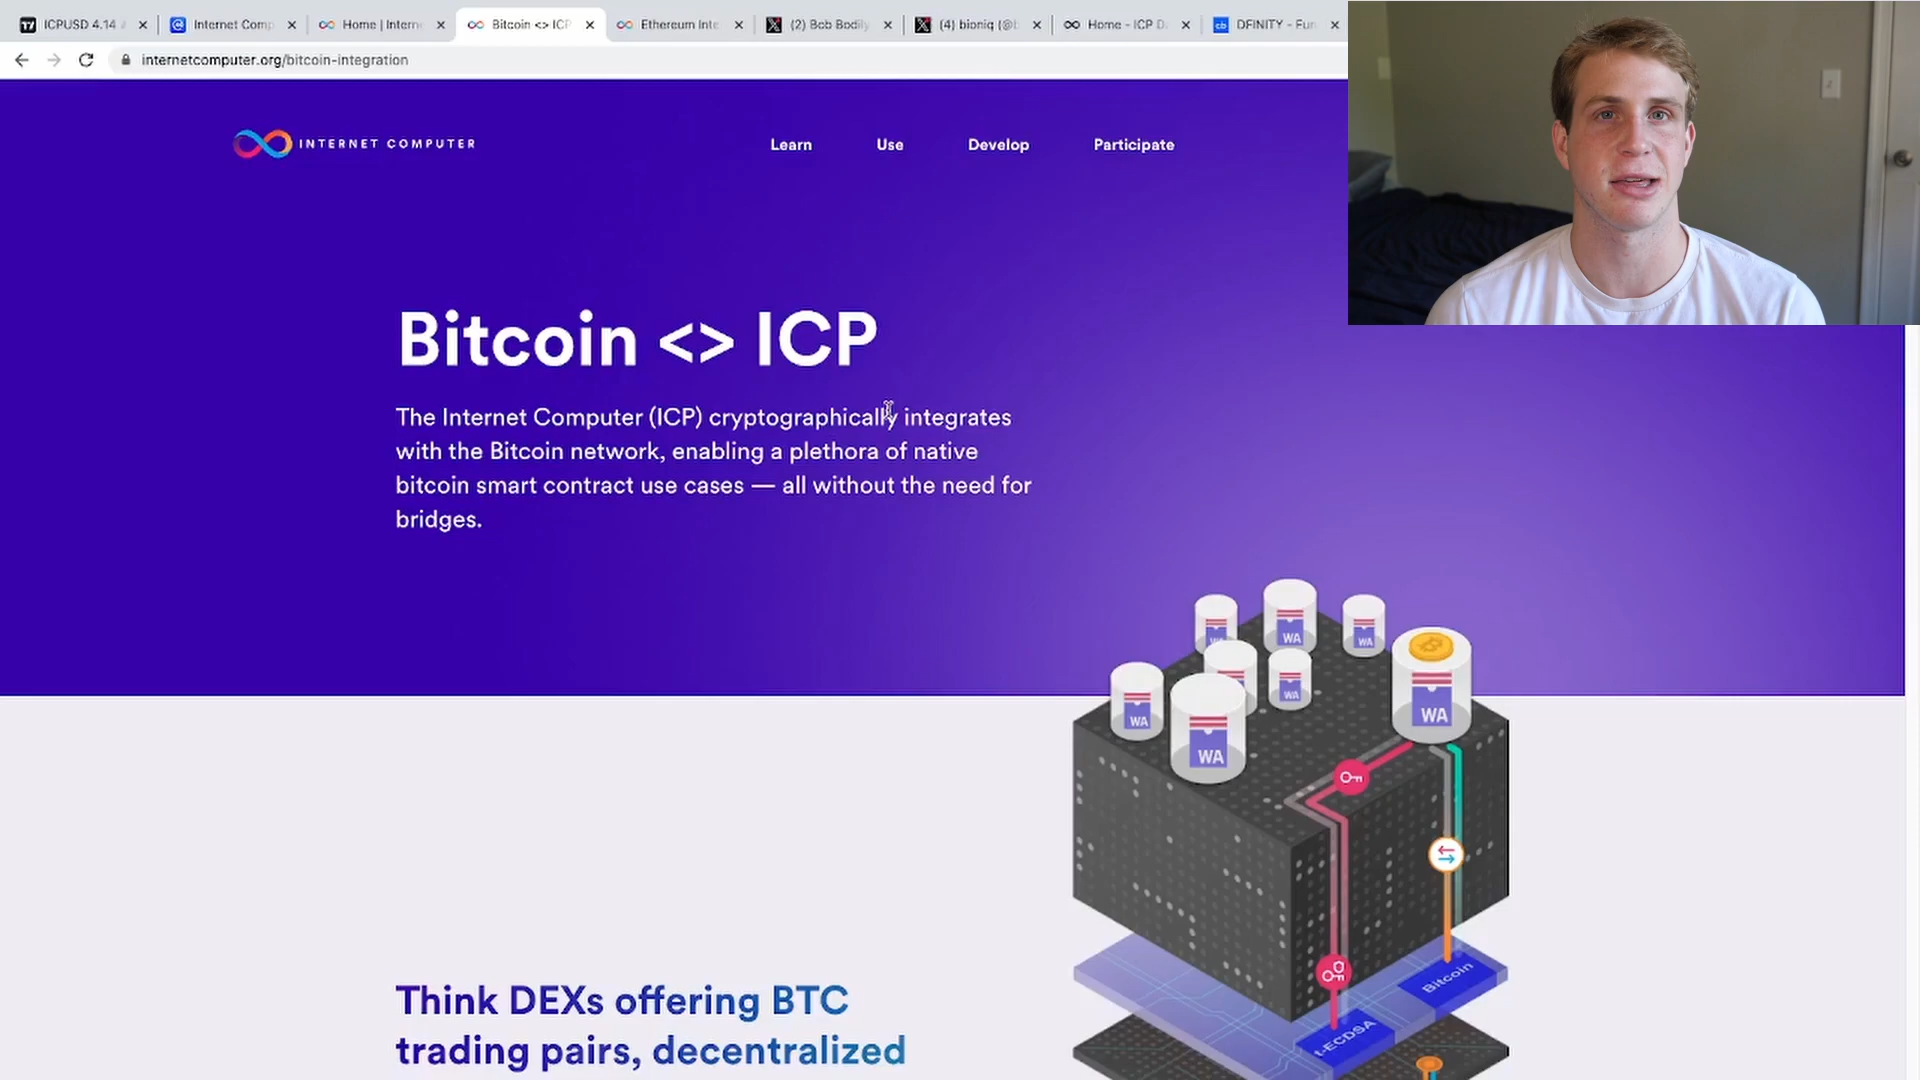 ICPUSD 4.14
Internet Comp
Home | Intern
Bitcoin <> ICP
Ethereum Inte
(2) Bob Bodily
(4) bioniq (@b
Home - ICP D
DFINITY - Fun
internetcomputer.org/bitcoin-integration
INTERNET COMPUTER
Learn
Use
Develop
Participate
Bitcoin <> ICP
The Internet Computer (ICP) cryptographically integrates
with the Bitcoin network, enabling a plethora of native
bitcoin smart contract use cases — all without the need for
bridges.
WA
WA
WA
WA
WA
WA
WA
Bitcoin
t-ECDSA
Think DEXs offering BTC
trading pairs, decentralized